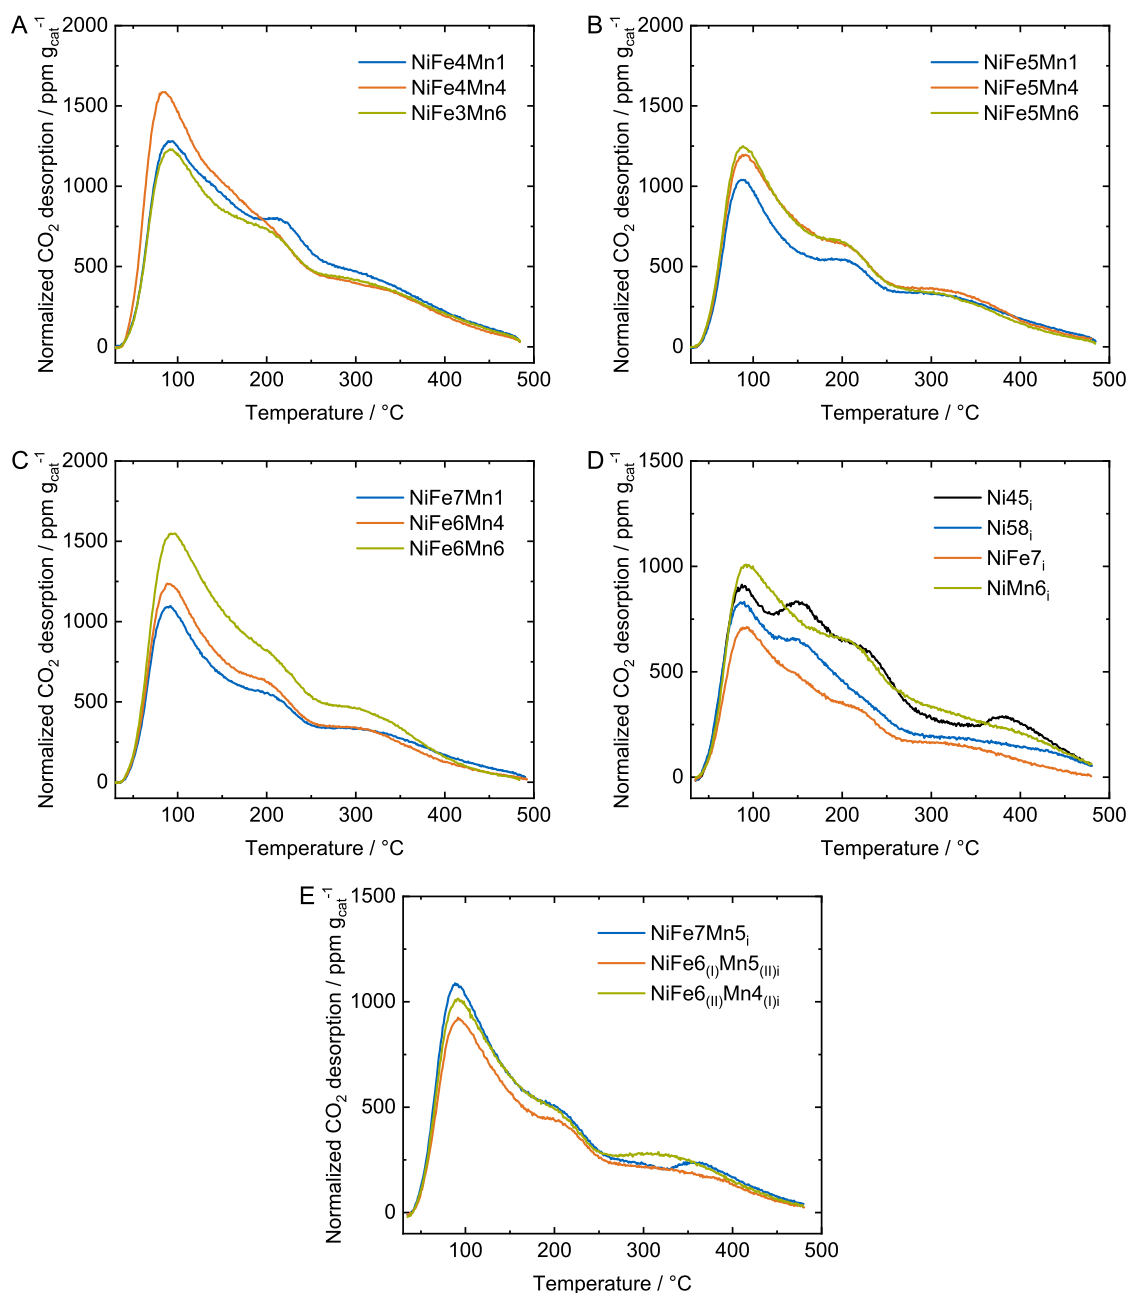 A
Normalized CO2 desorption / ppm gcat-1
2000
1500
1000
500
0
NiFe4Mn1
NiFe4Mn4
NiFe3Mn6
100 200 300 400 500
Temperature / °C
B
Normalized CO2 desorption / ppm gcat-1
2000
1500
1000
500
0
NiFe5Mn1
NiFe5Mn4
NiFe5Mn6
100 200 300 400 500
Temperature / °C
C
Normalized CO2 desorption / ppm gcat-1
2000
1500
1000
500
0
NiFe7Mn1
NiFe6Mn4
NiFe6Mn6
100 200 300 400 500
Temperature / °C
D
Normalized CO2 desorption / ppm gcat-1
1500
1000
500
0
Ni45i
Ni58i
NiFe7i
NiMn6i
100 200 300 400 500
Temperature / °C
E
Normalized CO2 desorption / ppm gcat-1
1500
1000
500
0
NiFe7Mn5i
NiFe6(I)Mn5(II)i
NiFe6(II)Mn4(I)i
100 200 300 400 500
Temperature / °C